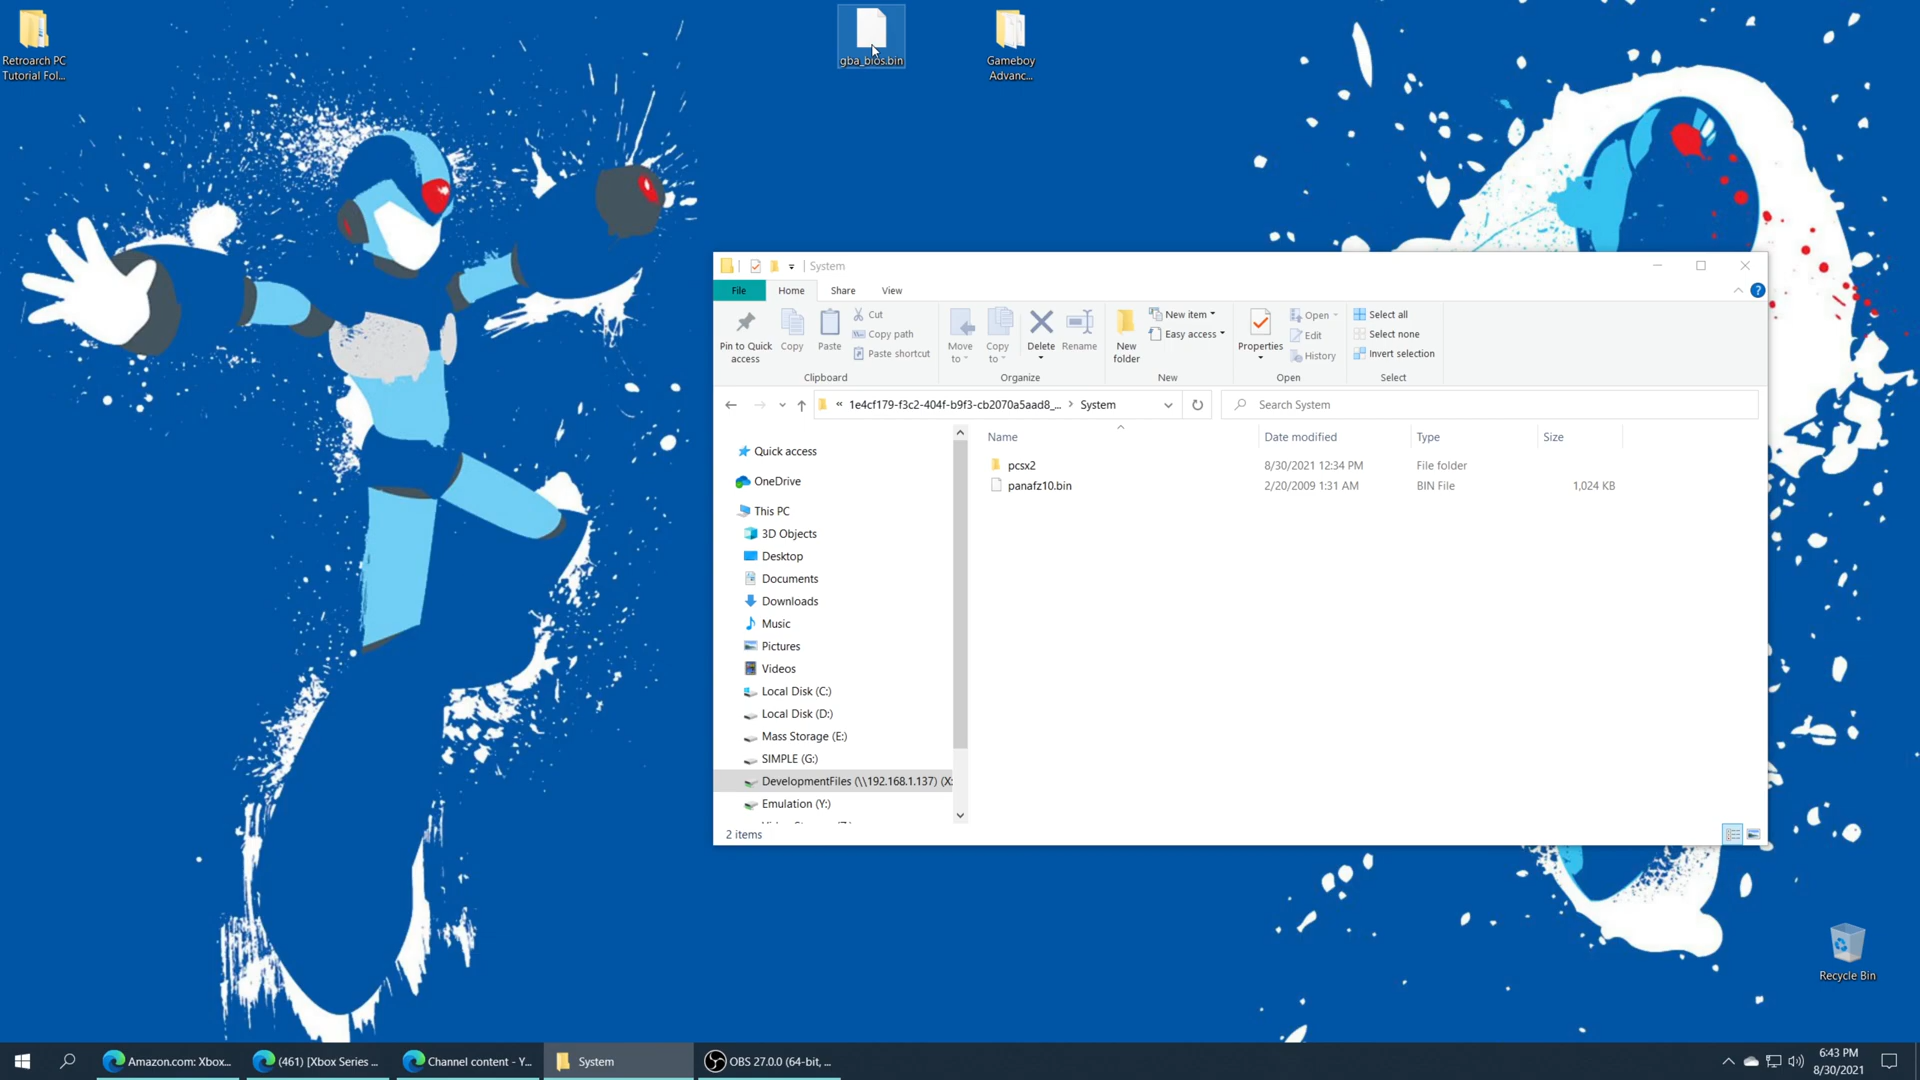 Retroarch PC
Tutorial Fol...
gba_bios.bin
Gameboy
Advanc...
System
File
Home
Share
View
Pin to Quick
access
Copy
Paste
Cut
Copy path
Paste shortcut
Clipboard
Move
to
Copy
to
Delete
Rename
Organize
New
folder
New item
Easy access
New
Properties
Open
Edit
History
Open
Select all
Select none
Invert selection
Select
« 1e4cf179-f3c2-404f-b9f3-cb2070a5aad8_... > System
Search System
Name
Date modified
Type
Size
pcsx2
8/30/2021 12:34 PM
File folder
panafz10.bin
2/20/2009 1:31 AM
BIN File
1,024 KB
Quick access
OneDrive
This PC
3D Objects
Desktop
Documents
Downloads
Music
Pictures
Videos
Local Disk (C:)
Local Disk (D:)
Mass Storage (E:)
SIMPLE (G:)
DevelopmentFiles (\\192.168.1.137) (X:
Emulation (Y:)
2 items
Recycle Bin
Amazon.com: Xbox...
(461) [Xbox Series ...
Channel content - Y...
System
OBS 27.0.0 (64-bit, ...
6:43 PM
8/30/2021